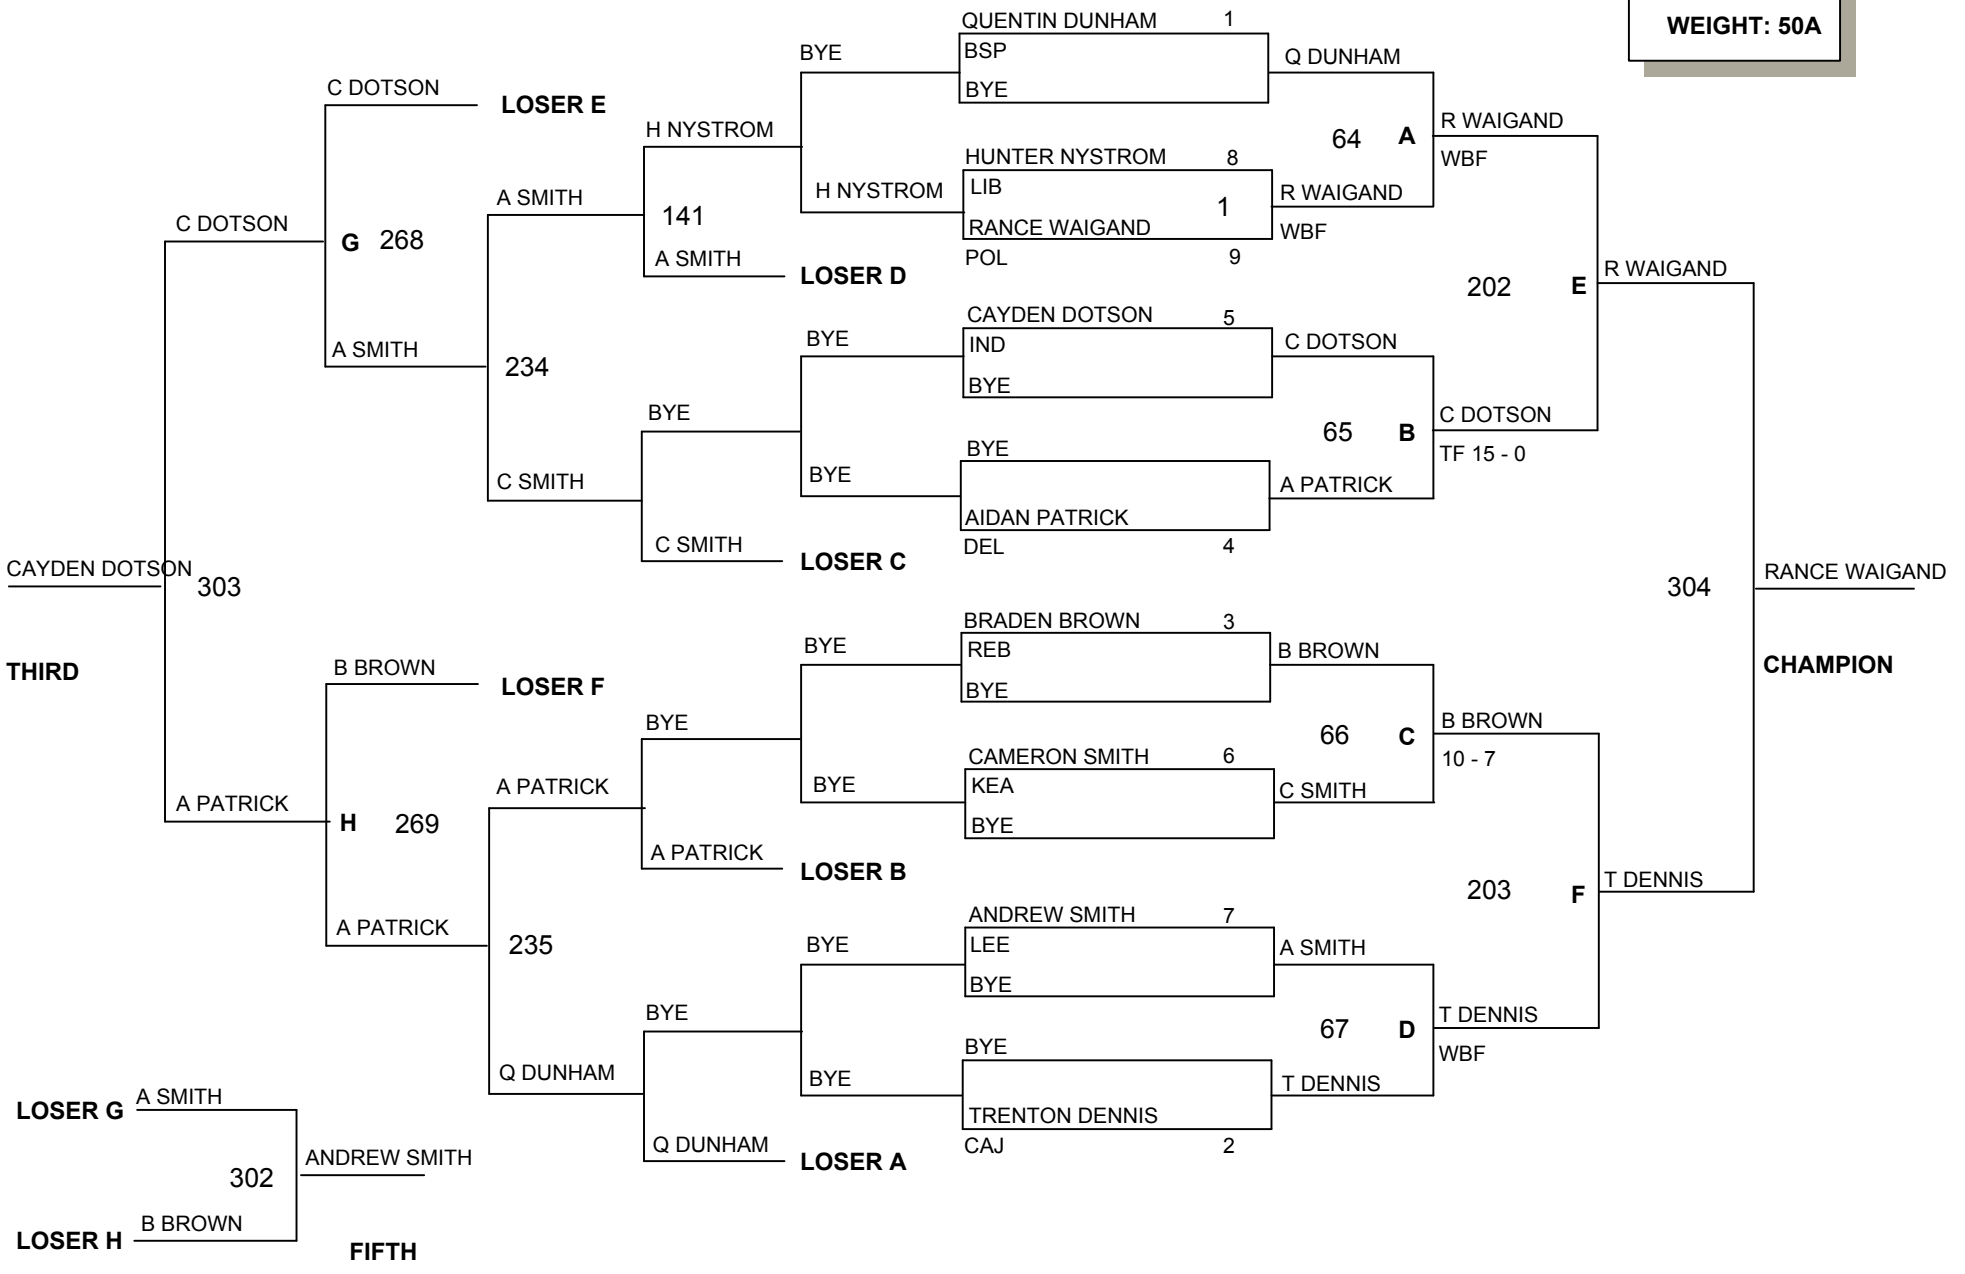 WEIGHT: 50A
QUENTIN DUNHAM 1
BYE
BSP
Q DUNHAM
C DOTSON
BYE
LOSER E
R WAIGAND
H NYSTROM
64 A
HUNTER NYSTROM 8
WBF
LIB
H NYSTROM
R WAIGAND
A SMITH
141
1
C DOTSON
RANCE WAIGAND
WBF
G 268
A SMITH
POL 9
R WAIGAND
LOSER D
202 E
CAYDEN DOTSON 5
BYE
IND
C DOTSON
A SMITH
234
BYE
BYE
C DOTSON
65 B
BYE
TF 15 - 0
BYE
C SMITH
A PATRICK
AIDAN PATRICK
C SMITH
DEL 4
LOSER C
CAYDEN DOTSON
303
304
RANCE WAIGAND
BRADEN BROWN 3
BYE
REB
B BROWN
THIRD
B BROWN
CHAMPION
LOSER F
BYE
BYE
B BROWN
66 C
CAMERON SMITH 6
10 - 7
A PATRICK
BYE
KEA
C SMITH
A PATRICK
H 269
BYE
A PATRICK
LOSER B
T DENNIS
203 F
ANDREW SMITH 7
A PATRICK
235
BYE
LEE
A SMITH
BYE
BYE
T DENNIS
67 D
BYE
WBF
Q DUNHAM
BYE
T DENNIS
LOSER G
A SMITH
TRENTON DENNIS
Q DUNHAM
CAJ 2
LOSER A
ANDREW SMITH
302
B BROWN
LOSER H
FIFTH